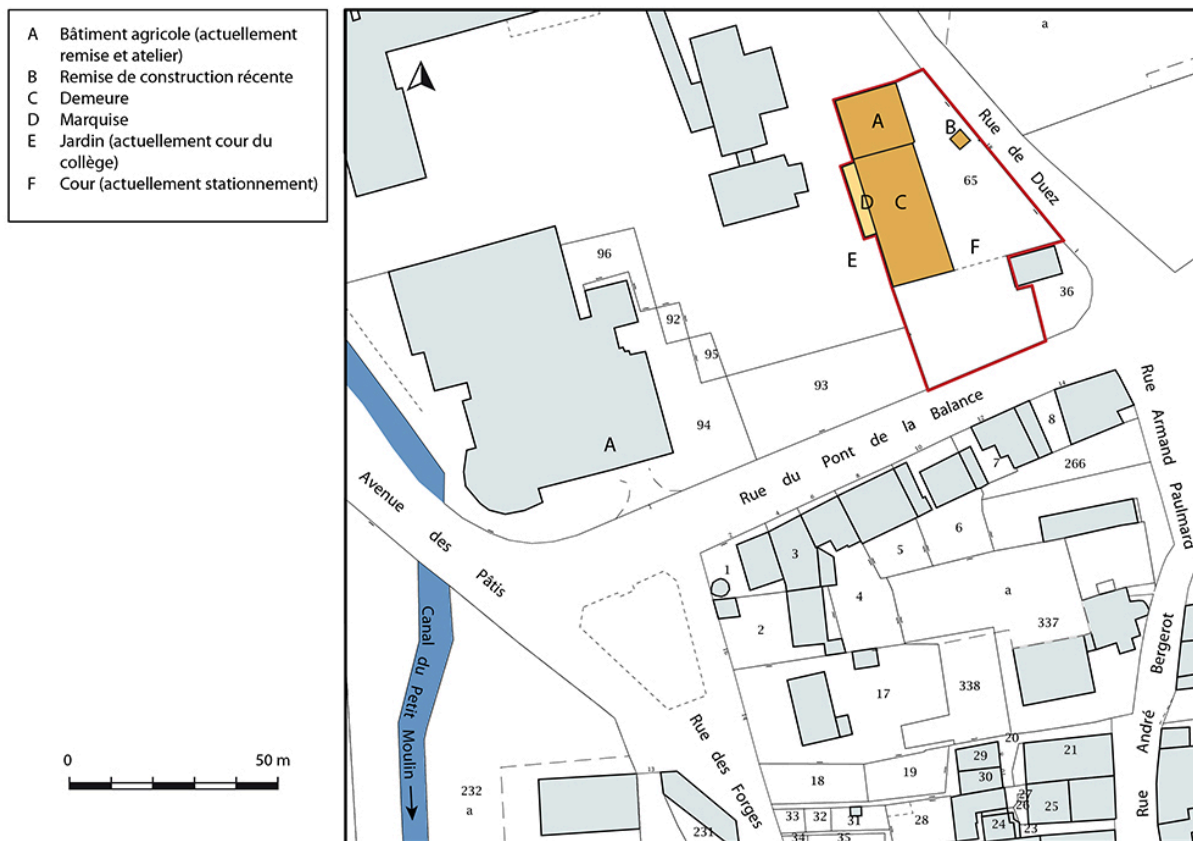 A Bâtiment agricole (actuellement
remise et atelier)
B Remise de construction récente
C Demeure
D Marquise
E Jardin (actuellement cour du
collège)
F Cour (actuellement stationnement)
a
A
B
Rue de Duez
65
D
C
F
E
96
36
92
95
93
94
A
Rue du Pont de la Balance
Rue Armand Paulmard
14
12
10
8
7
266
6
5
3
1
4
2
a
337
Avenue des Pâtis
Canal du Petit Moulin
17
338
Rue des Forges
Rue André Bergerot
20
29
21
30
18
19
27
26
25
232
a
13
33
32
31
28
24
23
231
34
35
0 50 m